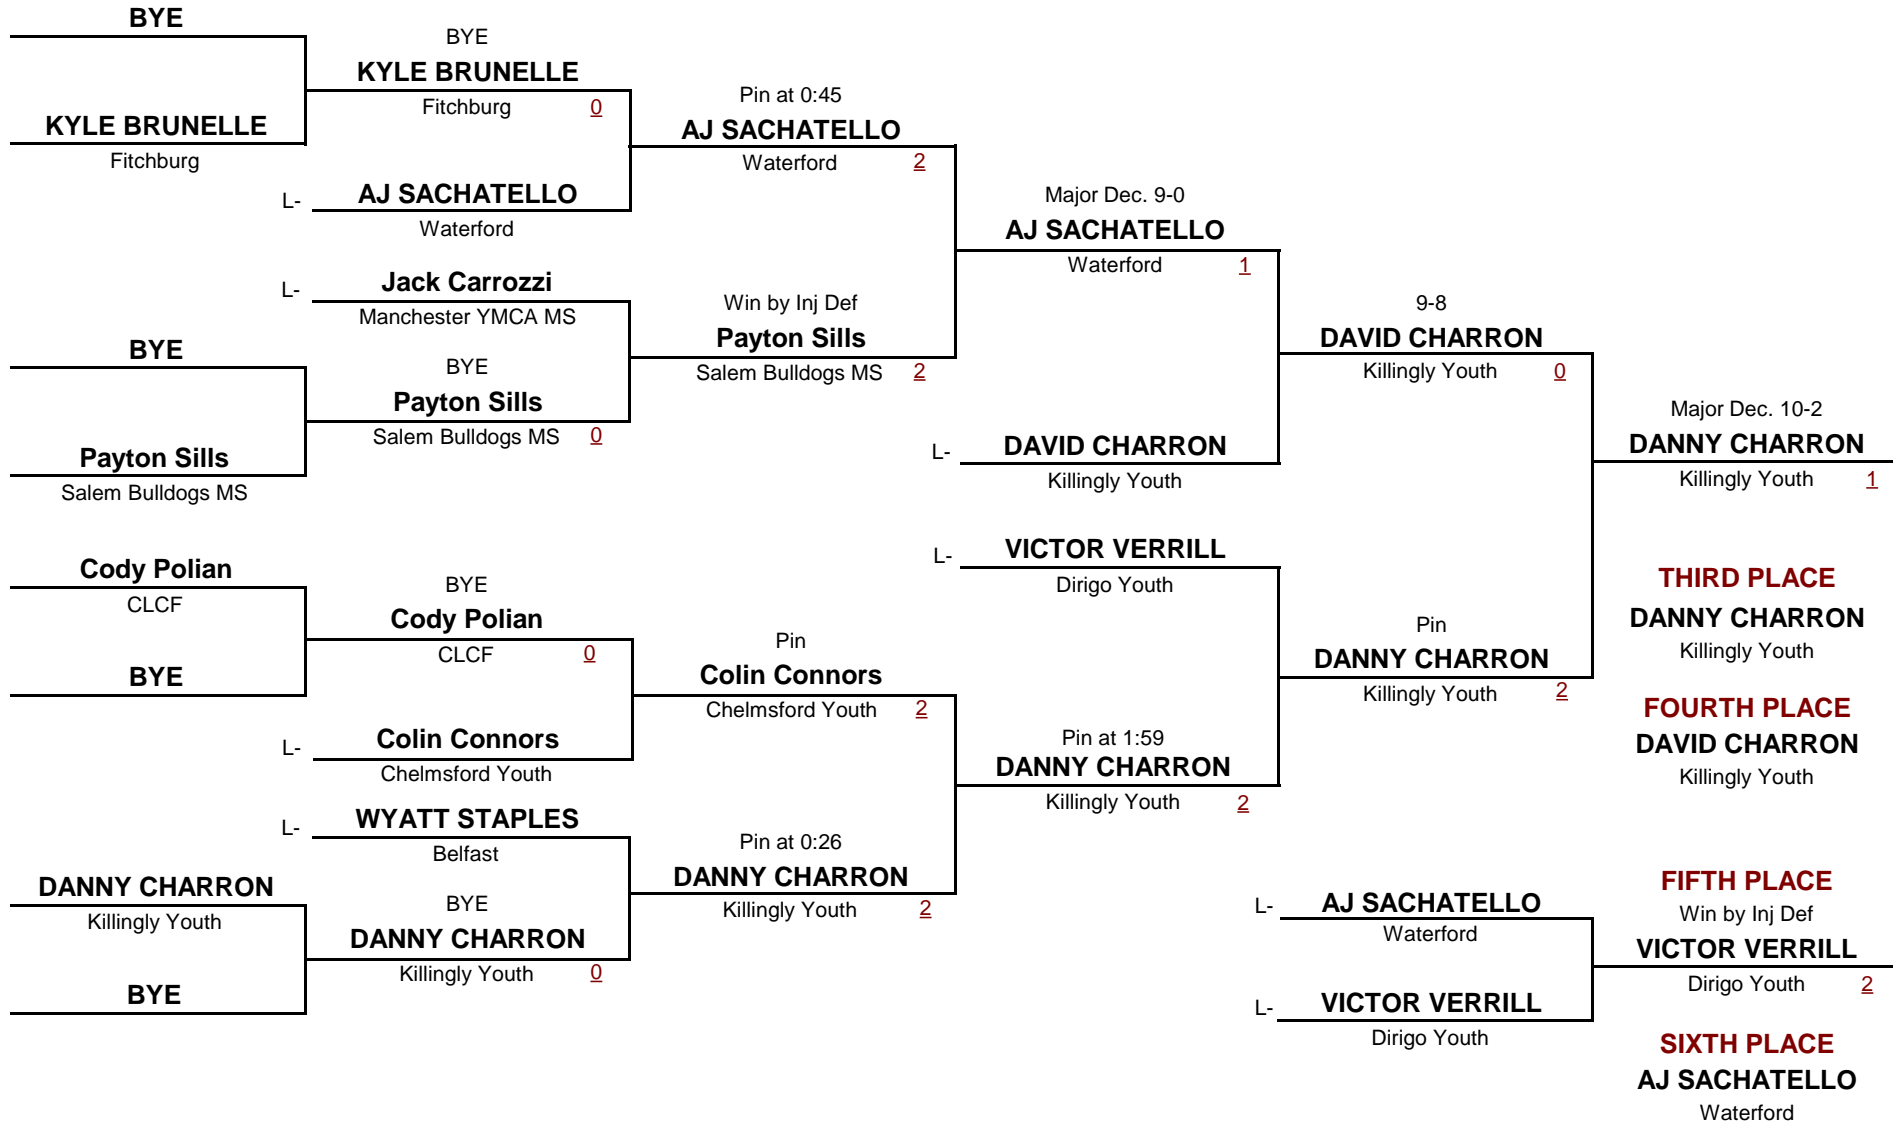 BYE
KYLE BRUNELLE
Fitchburg
BYE
Payton Sills
Salem Bulldogs MS
Cody Polian
CLCF
BYE
DANNY CHARRON
Killingly Youth
BYE
BYE
KYLE BRUNELLE
Fitchburg 0
L- AJ SACHATELLO
Waterford
L- Jack Carrozzi
Manchester YMCA MS
BYE
Payton Sills
Salem Bulldogs MS 0
BYE
Cody Polian
CLCF 0
L- Colin Connors
Chelmsford Youth
L- WYATT STAPLES
Belfast
BYE
DANNY CHARRON
Killingly Youth 0
Pin at 0:45
AJ SACHATELLO
Waterford 2
Win by Inj Def
Payton Sills
Salem Bulldogs MS 2
Pin
Colin Connors
Chelmsford Youth 2
Pin at 0:26
DANNY CHARRON
Killingly Youth 2
Major Dec. 9-0
AJ SACHATELLO
Waterford 1
L- DAVID CHARRON
Killingly Youth
L- VICTOR VERRILL
Dirigo Youth
Pin at 1:59
DANNY CHARRON
Killingly Youth 2
9-8
DAVID CHARRON
Killingly Youth 0
Pin
DANNY CHARRON
Killingly Youth 2
L- AJ SACHATELLO
Waterford
L- VICTOR VERRILL
Dirigo Youth
Major Dec. 10-2
DANNY CHARRON
Killingly Youth 1
THIRD PLACE
DANNY CHARRON
Killingly Youth
FOURTH PLACE
DAVID CHARRON
Killingly Youth
FIFTH PLACE
Win by Inj Def
VICTOR VERRILL
Dirigo Youth 2
SIXTH PLACE
AJ SACHATELLO
Waterford